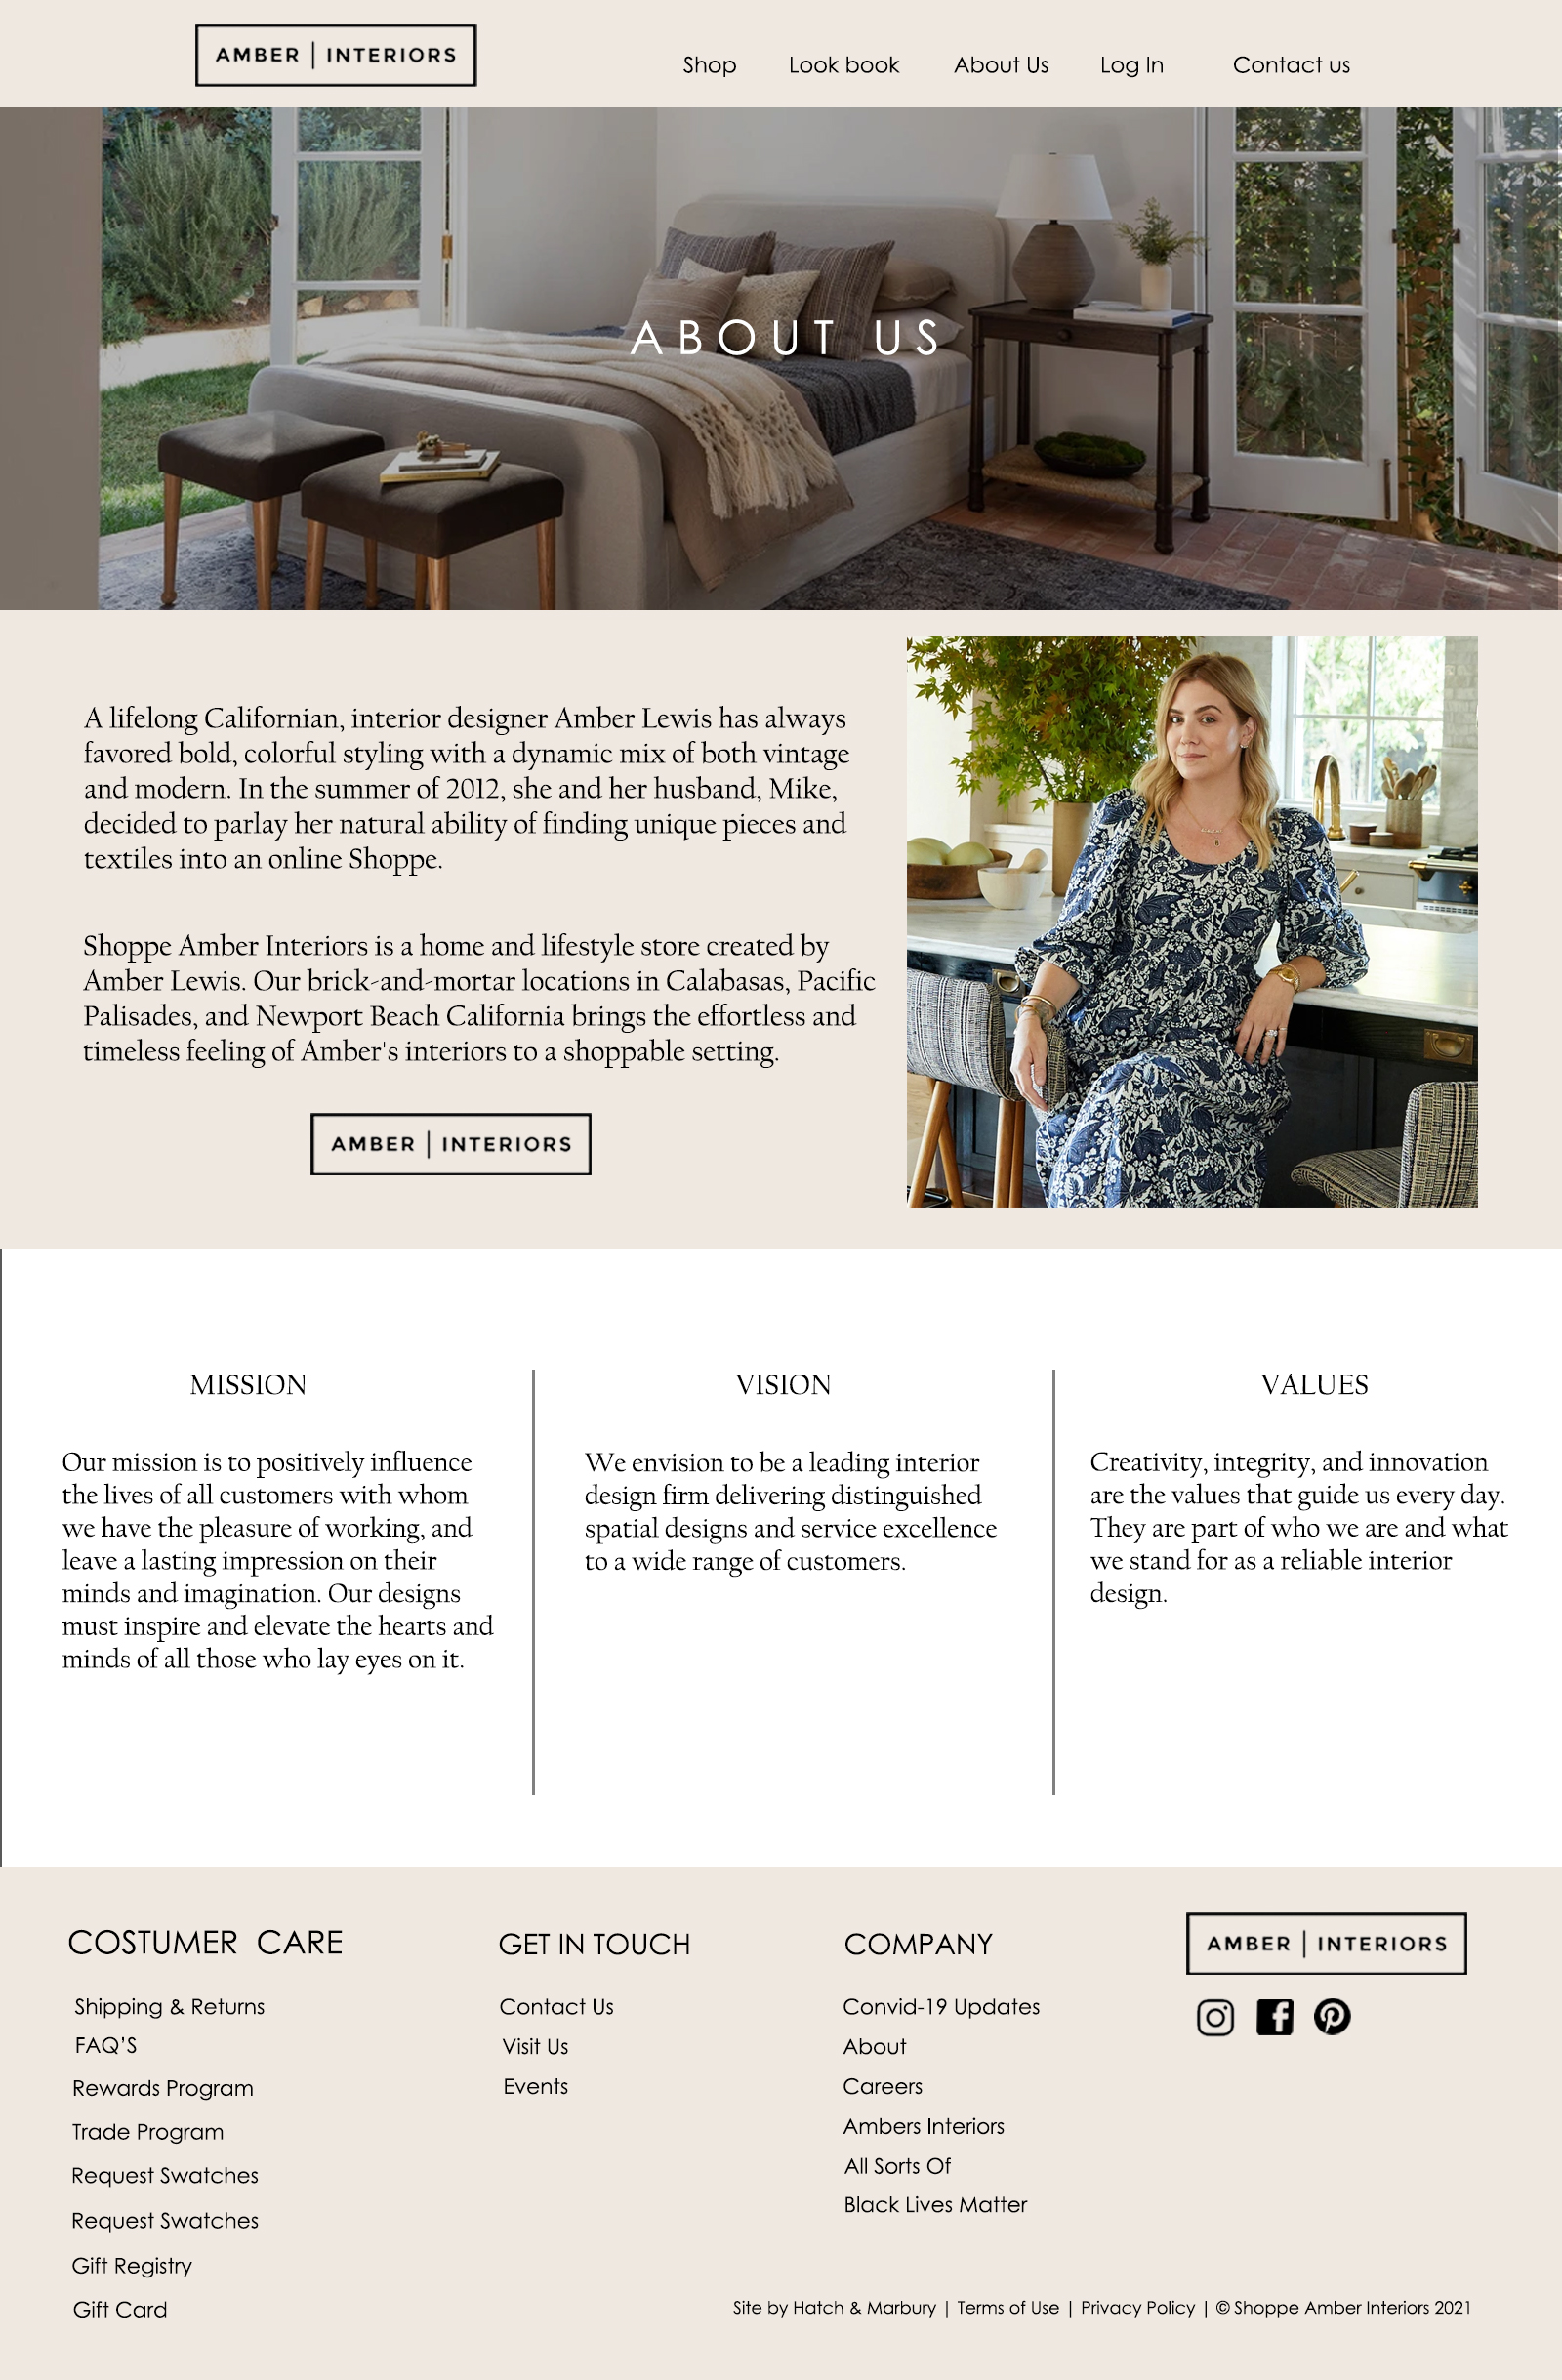 AMBER | INTERIORS
Shop Look book About Us Log In Contact us
ABOUT US
A lifelong Californian, interior designer Amber Lewis has always
favored bold, colorful styling with a dynamic mix of both vintage
and modern. In the summer of 2012, she and her husband, Mike,
decided to parlay her natural ability of finding unique pieces and
textiles into an online Shoppe.
Shoppe Amber Interiors is a home and lifestyle store created by
Amber Lewis. Our brick-and-mortar locations in Calabasas, Pacific
Palisades, and Newport Beach California brings the effortless and
timeless feeling of Amber's interiors to a shoppable setting.
AMBER | INTERIORS
MISSION
Our mission is to positively influence
the lives of all customers with whom
we have the pleasure of working, and
leave a lasting impression on their
minds and imagination. Our designs
must inspire and elevate the hearts and
minds of all those who lay eyes on it.
VISION
We envision to be a leading interior
design firm delivering distinguished
spatial designs and service excellence
to a wide range of customers.
VALUES
Creativity, integrity, and innovation
are the values that guide us every day.
They are part of who we are and what
we stand for as a reliable interior
design.
COSTUMER CARE
Shipping & Returns
FAQ'S
Rewards Program
Trade Program
Request Swatches
Request Swatches
Gift Registry
Gift Card
GET IN TOUCH
Contact Us
Visit Us
Events
COMPANY
Convid-19 Updates
About
Careers
Ambers Interiors
All Sorts Of
Black Lives Matter
AMBER | INTERIORS
Site by Hatch & Marbury | Terms of Use | Privacy Policy | © Shoppe Amber Interiors 2021